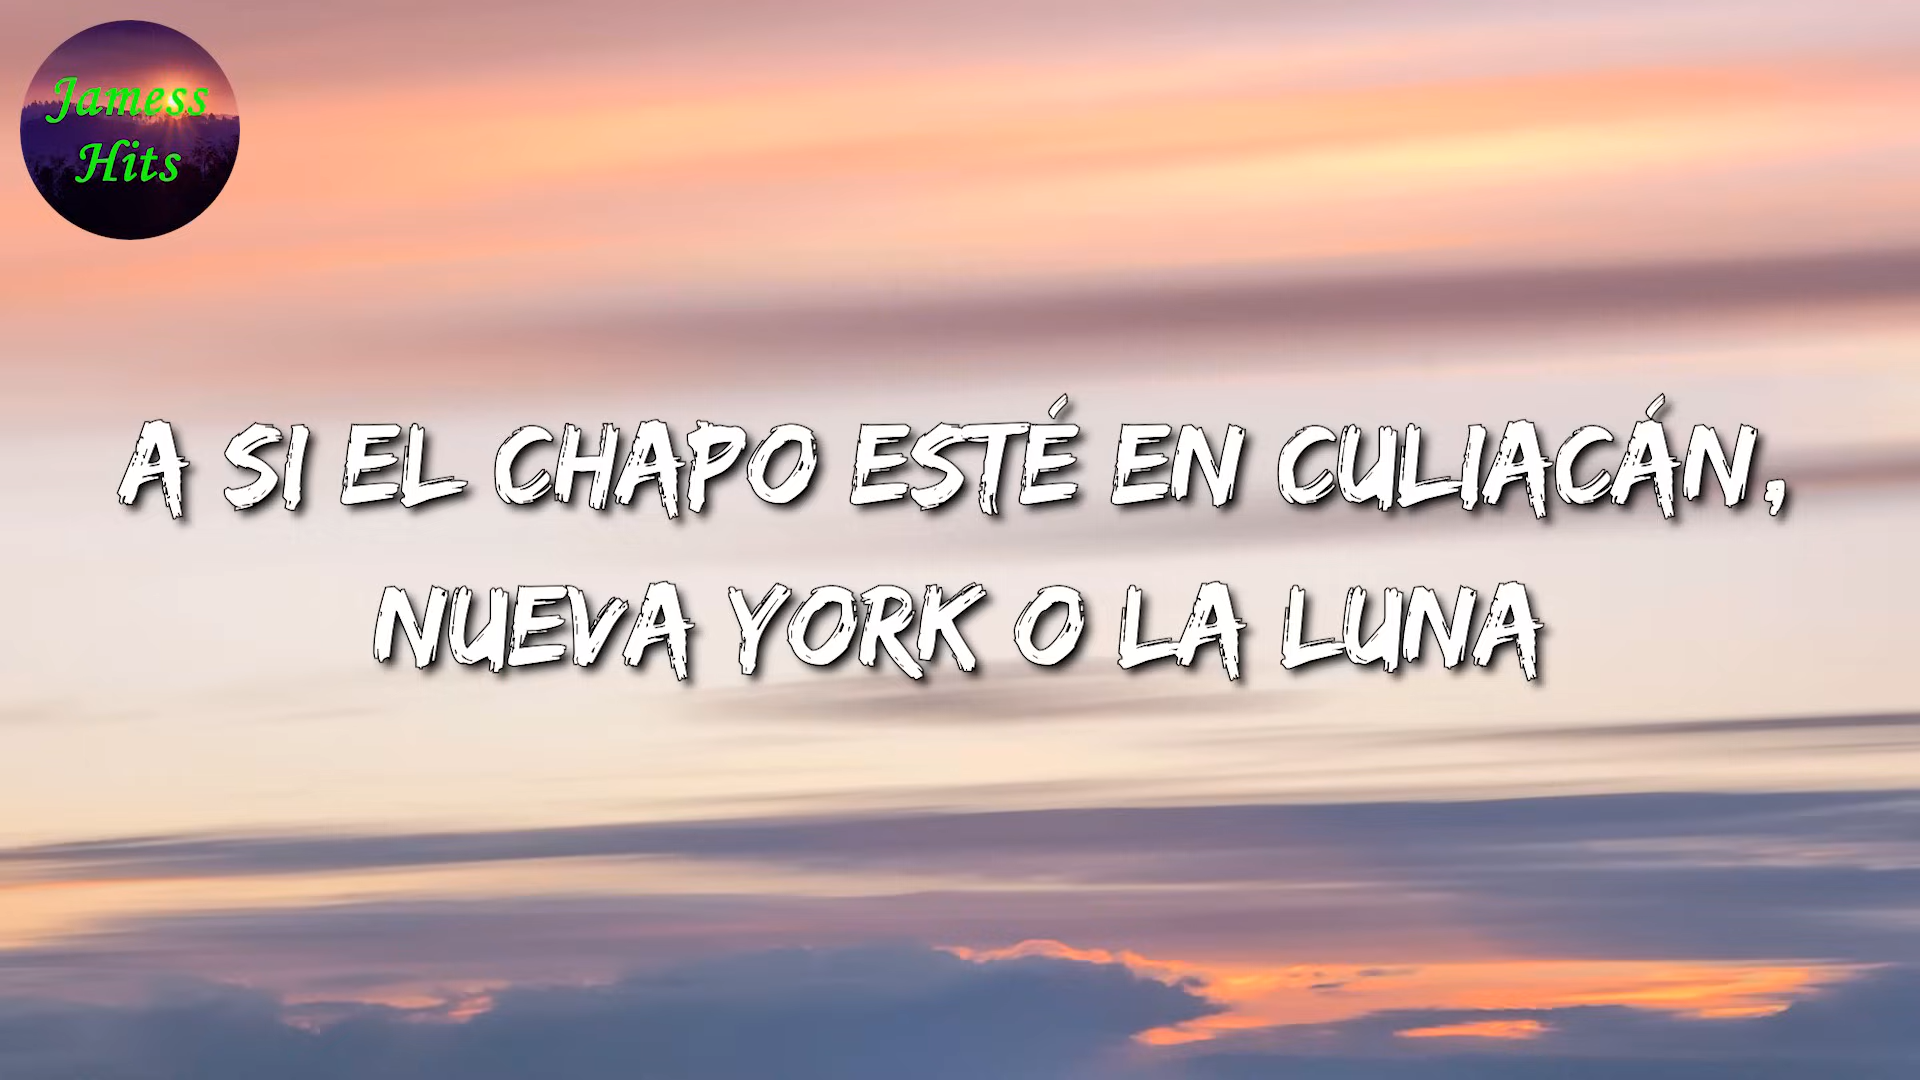 Jamess
Hits
A SI EL CHAPO ESTÉ EN CULIACÁN,
NUEVA YORK O LA LUNA